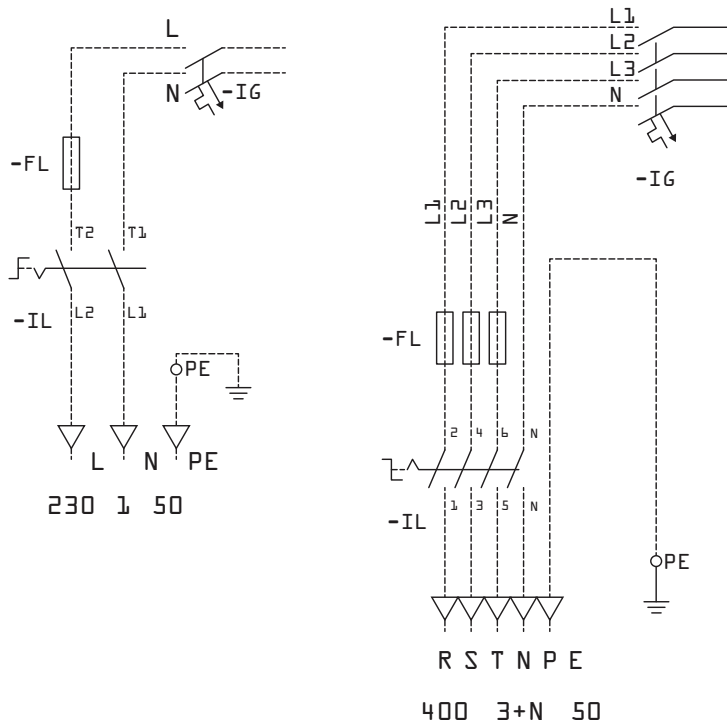 L
N -IG
-FL
T2 T1
-IL L2 L1
PE
L N PE
230 1 50
L1
L2
L3
N
-IG
L1 L2 L3 N
-FL
2 4 6 N
-IL 1 3 5 N
PE
R S T N P E
400 3+N 50